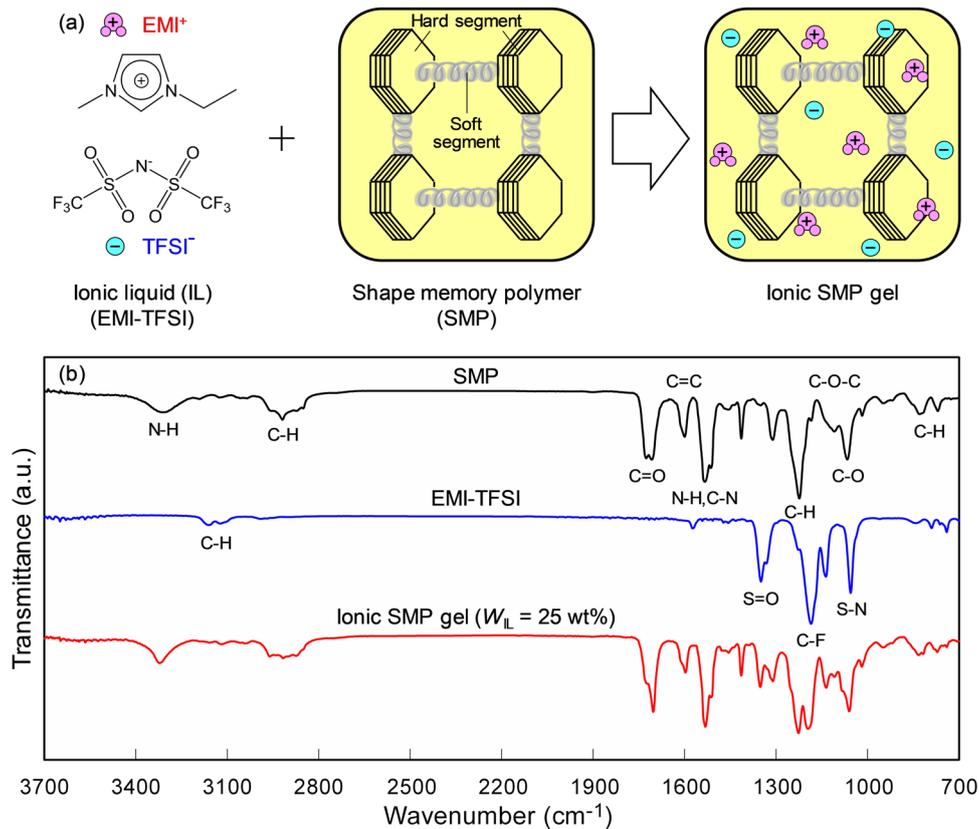 (a)
EMI⁺
N
N
+
O
N⁻
O
S
S
F₃C
O
O
CF₃
TFSI⁻
Ionic liquid (IL)
(EMI-TFSI)
+
Hard segment
Soft
segment
Shape memory polymer
(SMP)
Ionic SMP gel
(b)
SMP
C=C
C-O-C
N-H
C-H
C=O
N-H,C-N
C-H
C-O
C-H
EMI-TFSI
C-H
S=O
C-F
S-N
Ionic SMP gel (W_IL = 25 wt%)
Transmittance (a.u.)
3700 3400 3100 2800 2500 2200 1900 1600 1300 1000 700
Wavenumber (cm⁻¹)